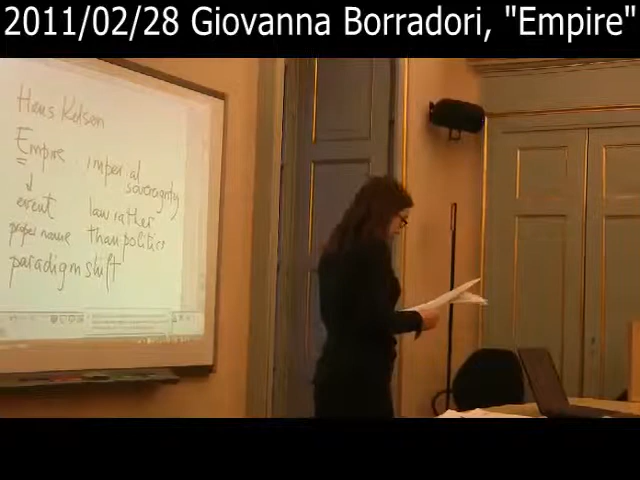 2011/02/28 Giovanna Borradori, "Empire"
Hans Kelsen
Empire imperial
sovereignty
event law rather
proper name than politics
paradigm shift